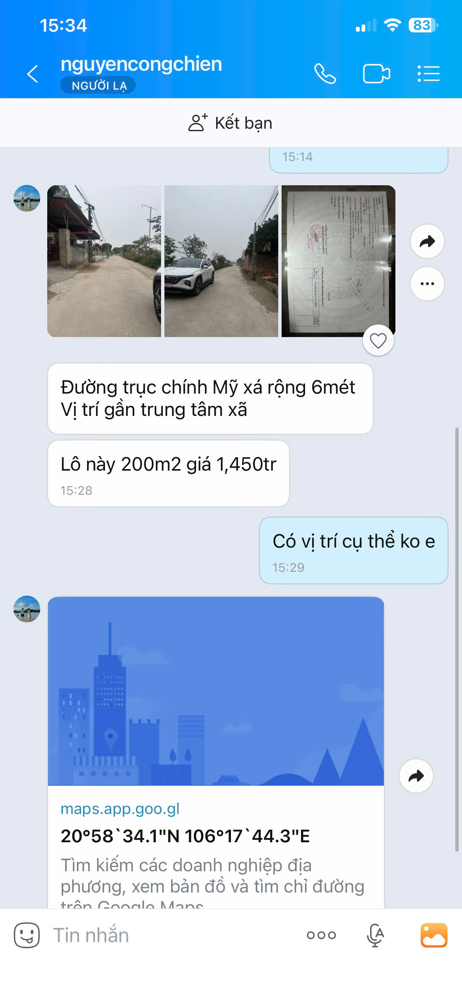 15:34
83
nguyencongchien
NGƯỜI LẠ
Kết bạn
15:14
Đường trục chính Mỹ xá rộng 6mét
Vị trí gần trung tâm xã
Lô này 200m2 giá 1,450tr
15:28
Có vị trí cụ thể ko e
15:29
maps.app.goo.gl
20°58`34.1"N 106°17`44.3"E
Tìm kiếm các doanh nghiệp địa
phương, xem bản đồ và tìm chỉ đường
trên Google Maps
Tin nhắn